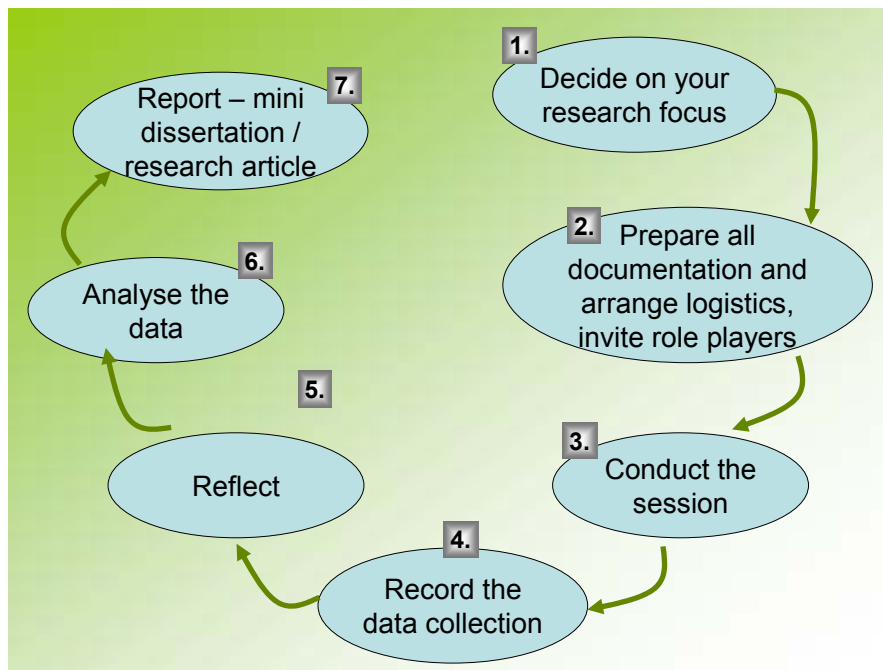 1.
Decide on your
research focus
2.
Prepare all
documentation and
arrange logistics,
invite role players
3.
Conduct the
session
4.
Record the
data collection
5.
Reflect
6.
Analyse the
data
7.
Report – mini
dissertation /
research article